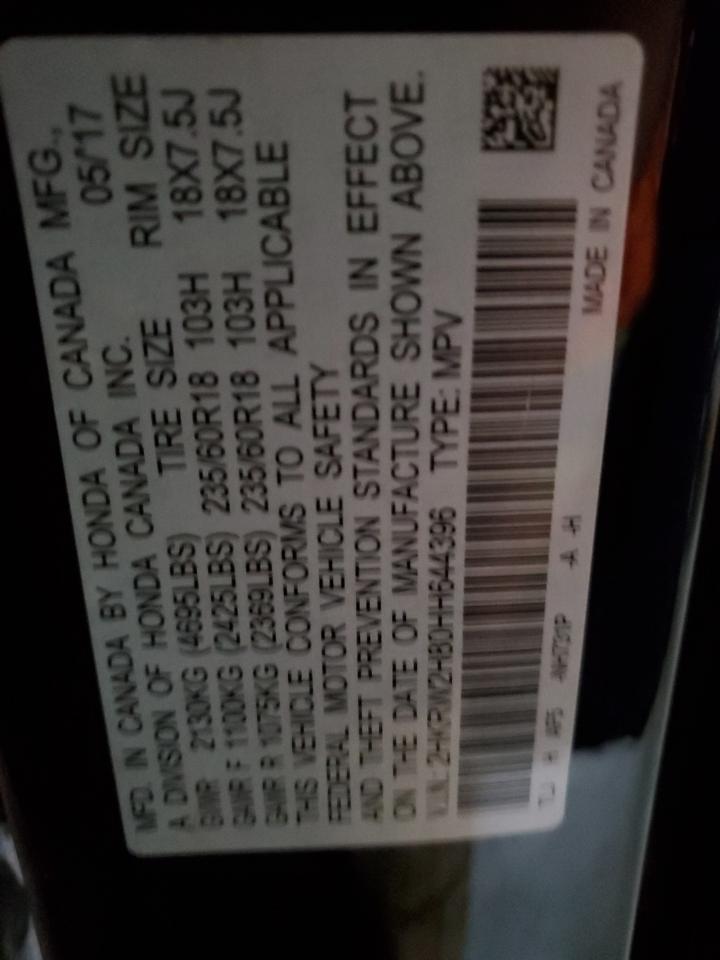 MFD. IN CANADA BY HONDA OF CANADA MFG.,
A DIVISION OF HONDA CANADA INC. 05/'17
TIRE SIZE RIM SIZE
GVWR 2130KG (4695LBS)
GAWR F 1100KG (2425LBS) 235/60R18 103H 18X7.5J
GAWR R 1075KG (2369LBS) 235/60R18 103H 18X7.5J
THIS VEHICLE CONFORMS TO ALL APPLICABLE
FEDERAL MOTOR VEHICLE SAFETY
AND THEFT PREVENTION STANDARDS IN EFFECT
ON THE DATE OF MANUFACTURE SHOWN ABOVE.
V.I.N.: 2HKRW2H80HH644396 TYPE: MPV
NH731P -A -H
MADE IN CANADA